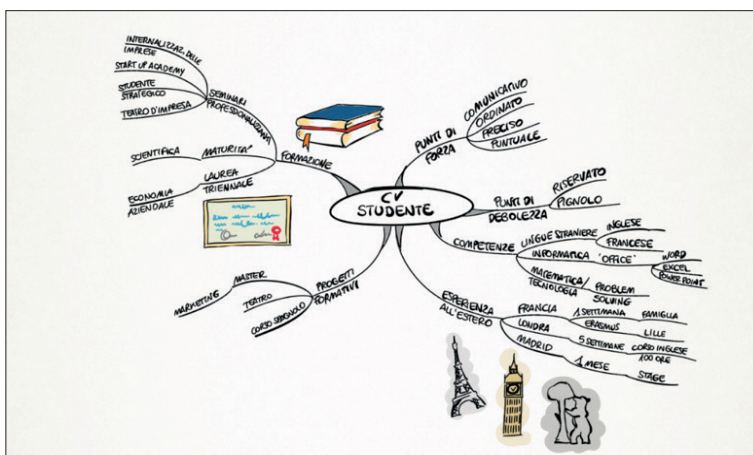 CV
STUDENTE
PUNTI DI
FORZA
COMUNICATIVO
ORDINATO
PRECISO
PUNTUALE
PUNTI DI
DEBOLEZZA
RISERVATO
PIGNOLO
COMPETENZE
LINGUE STRANIERE
INGLESE
FRANCESE
INFORMATICA
"OFFICE"
WORD
EXCEL
POWERPOINT
MATEMATICA/
TECNOLOGIA
PROBLEM
SOLVING
ESPERIENZA
ALL'ESTERO
FRANCIA
1 SETTIMANA
FAMIGLIA
ERASMUS
LILLE
LONDRA
5 SETTIMANE
CORSO INGLESE
100 ORE
MADRID
1 MESE
STAGE
PROGETTI
FORMATIVI
MASTER
MARKETING
TEATRO
CORSO SPAGNOLO
FORMAZIONE
SEMINARI
PROFESSIONALIZZANTI
INTERNALIZZAZ. DELLE
IMPRESE
START UP ACADEMY
STUDENTE
STRATEGICO
TEATRO D'IMPRESA
MATURITA'
SCIENTIFICA
LAUREA
TRIENNALE
ECONOMIA
AZIENDALE